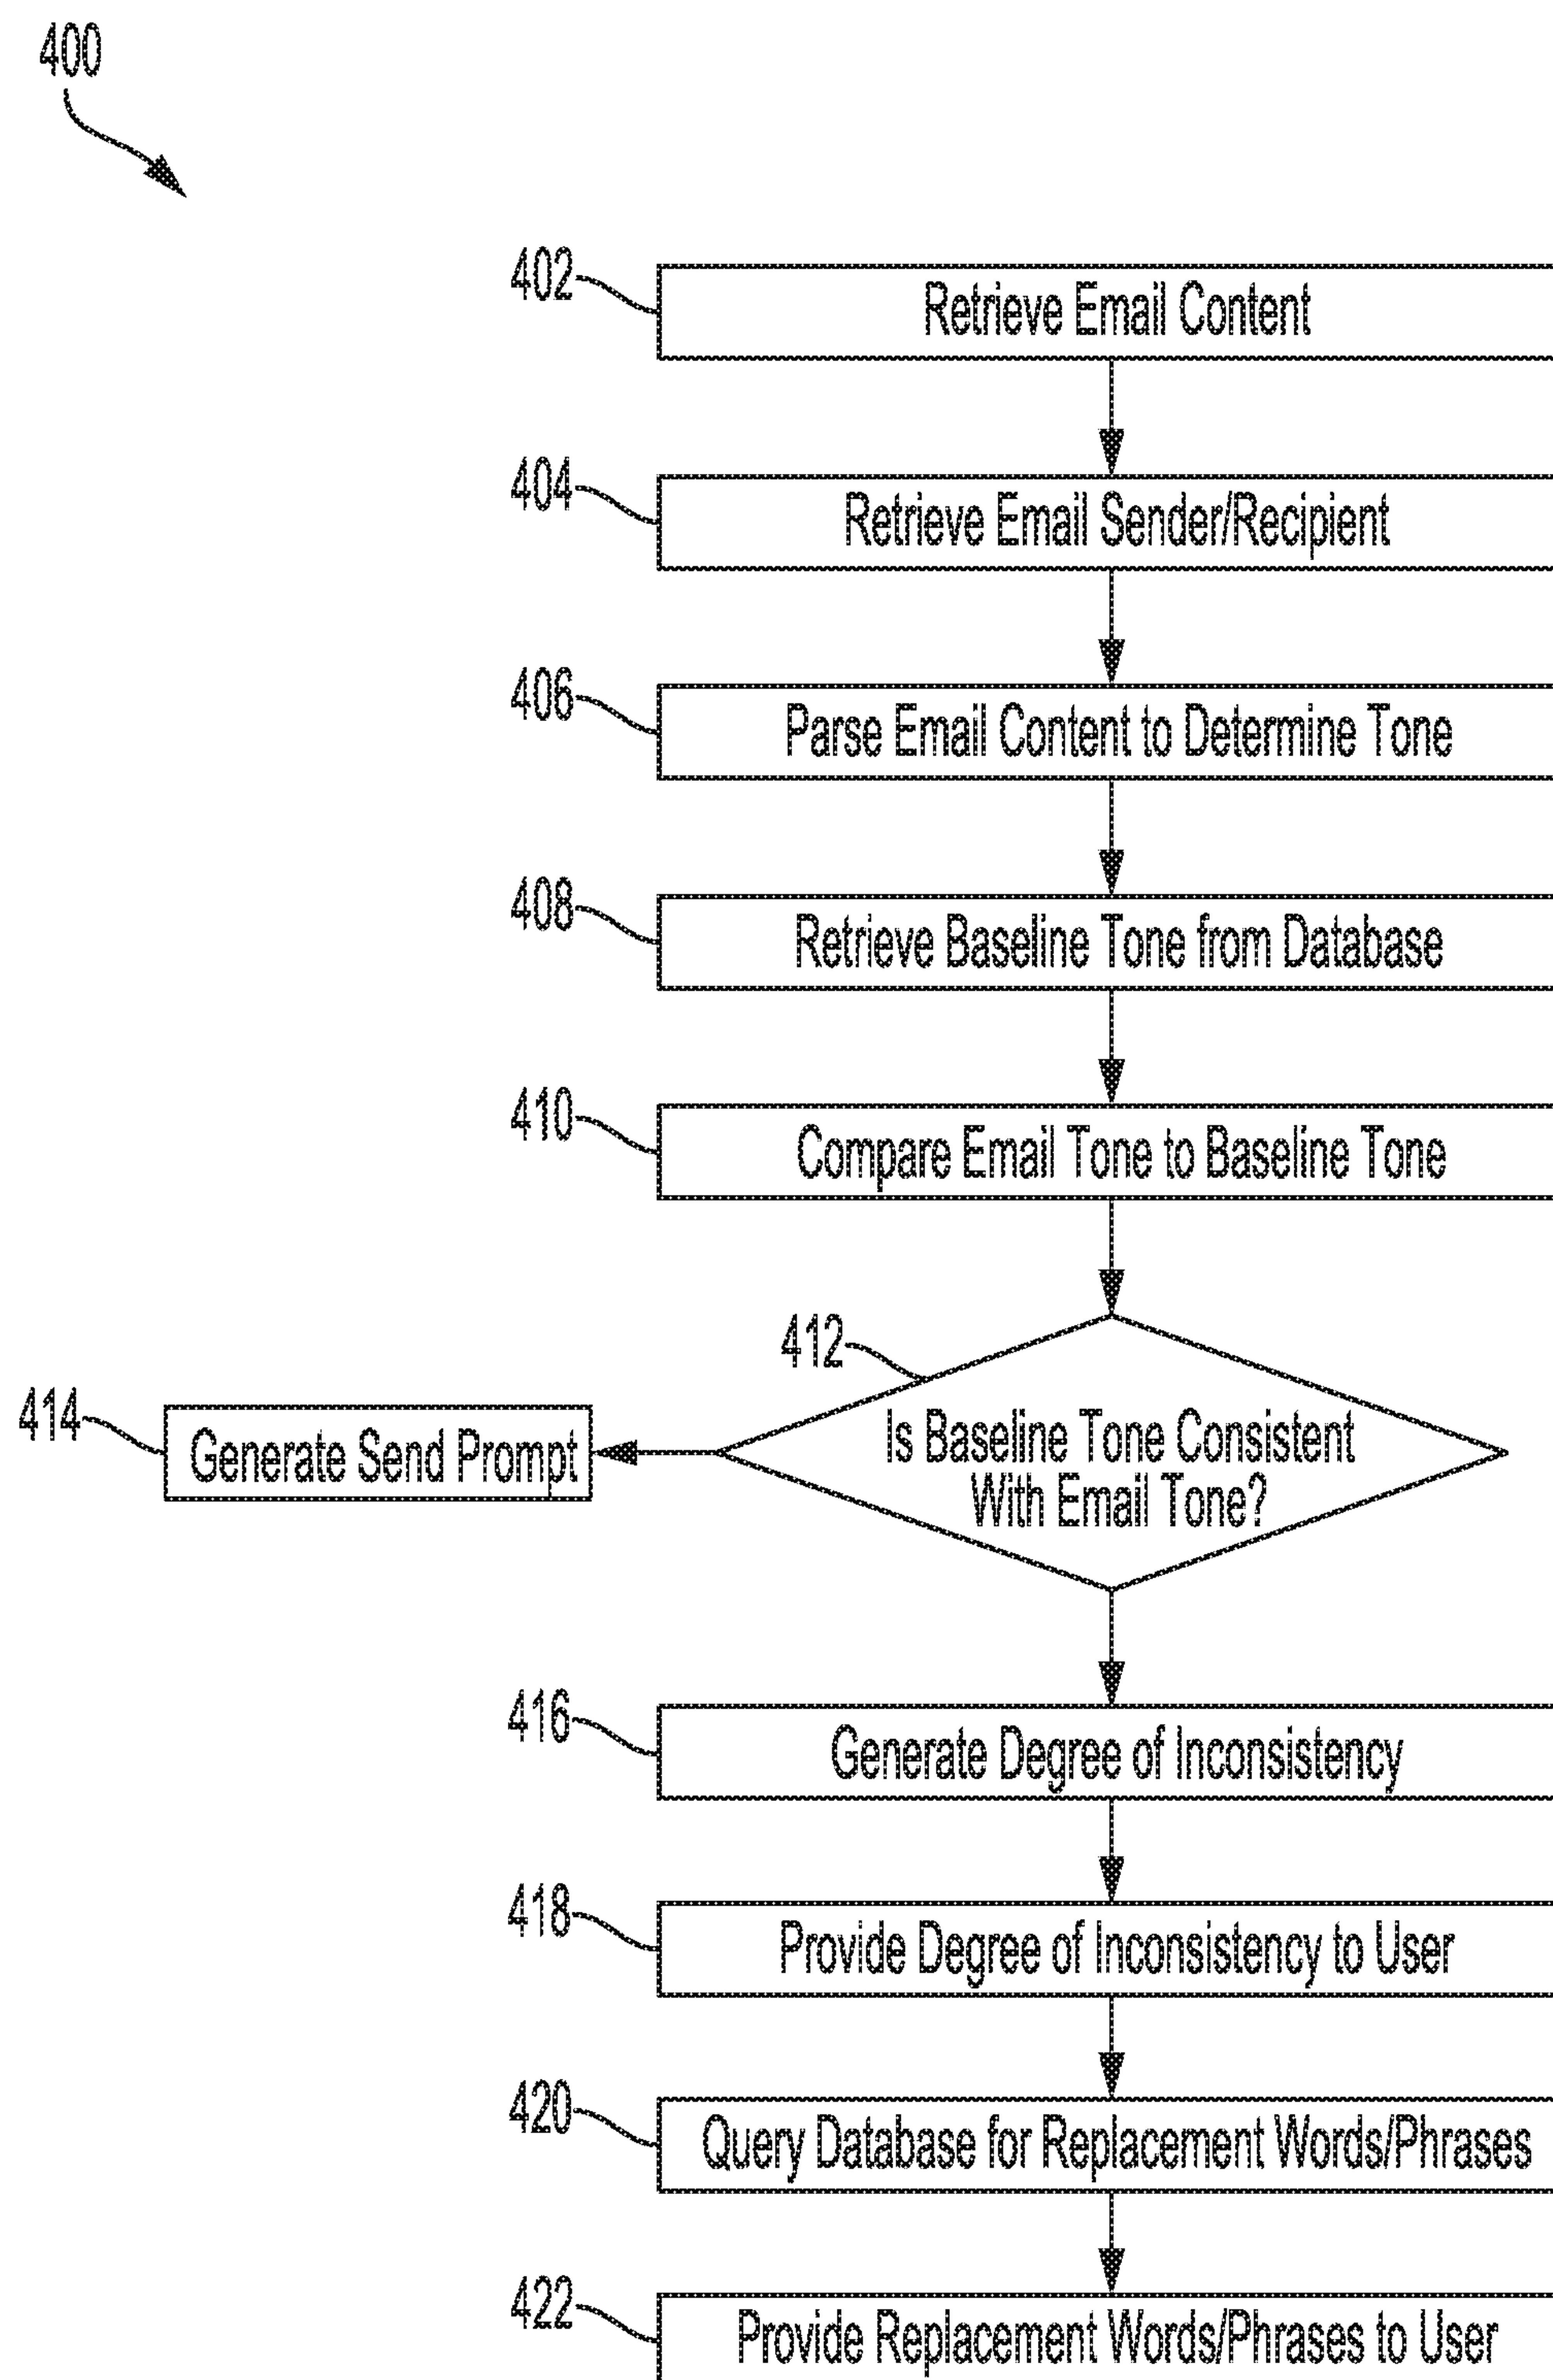 400
402
Retrieve Email Content
404
Retrieve Email Sender/Recipient
406
Parse Email Content to Determine Tone
408
Retrieve Baseline Tone from Database
410
Compare Email Tone to Baseline Tone
412
Is Baseline Tone Consistent
With Email Tone?
414
Generate Send Prompt
416
Generate Degree of Inconsistency
418
Provide Degree of Inconsistency to User
420
Query Database for Replacement Words/Phrases
422
Provide Replacement Words/Phrases to User